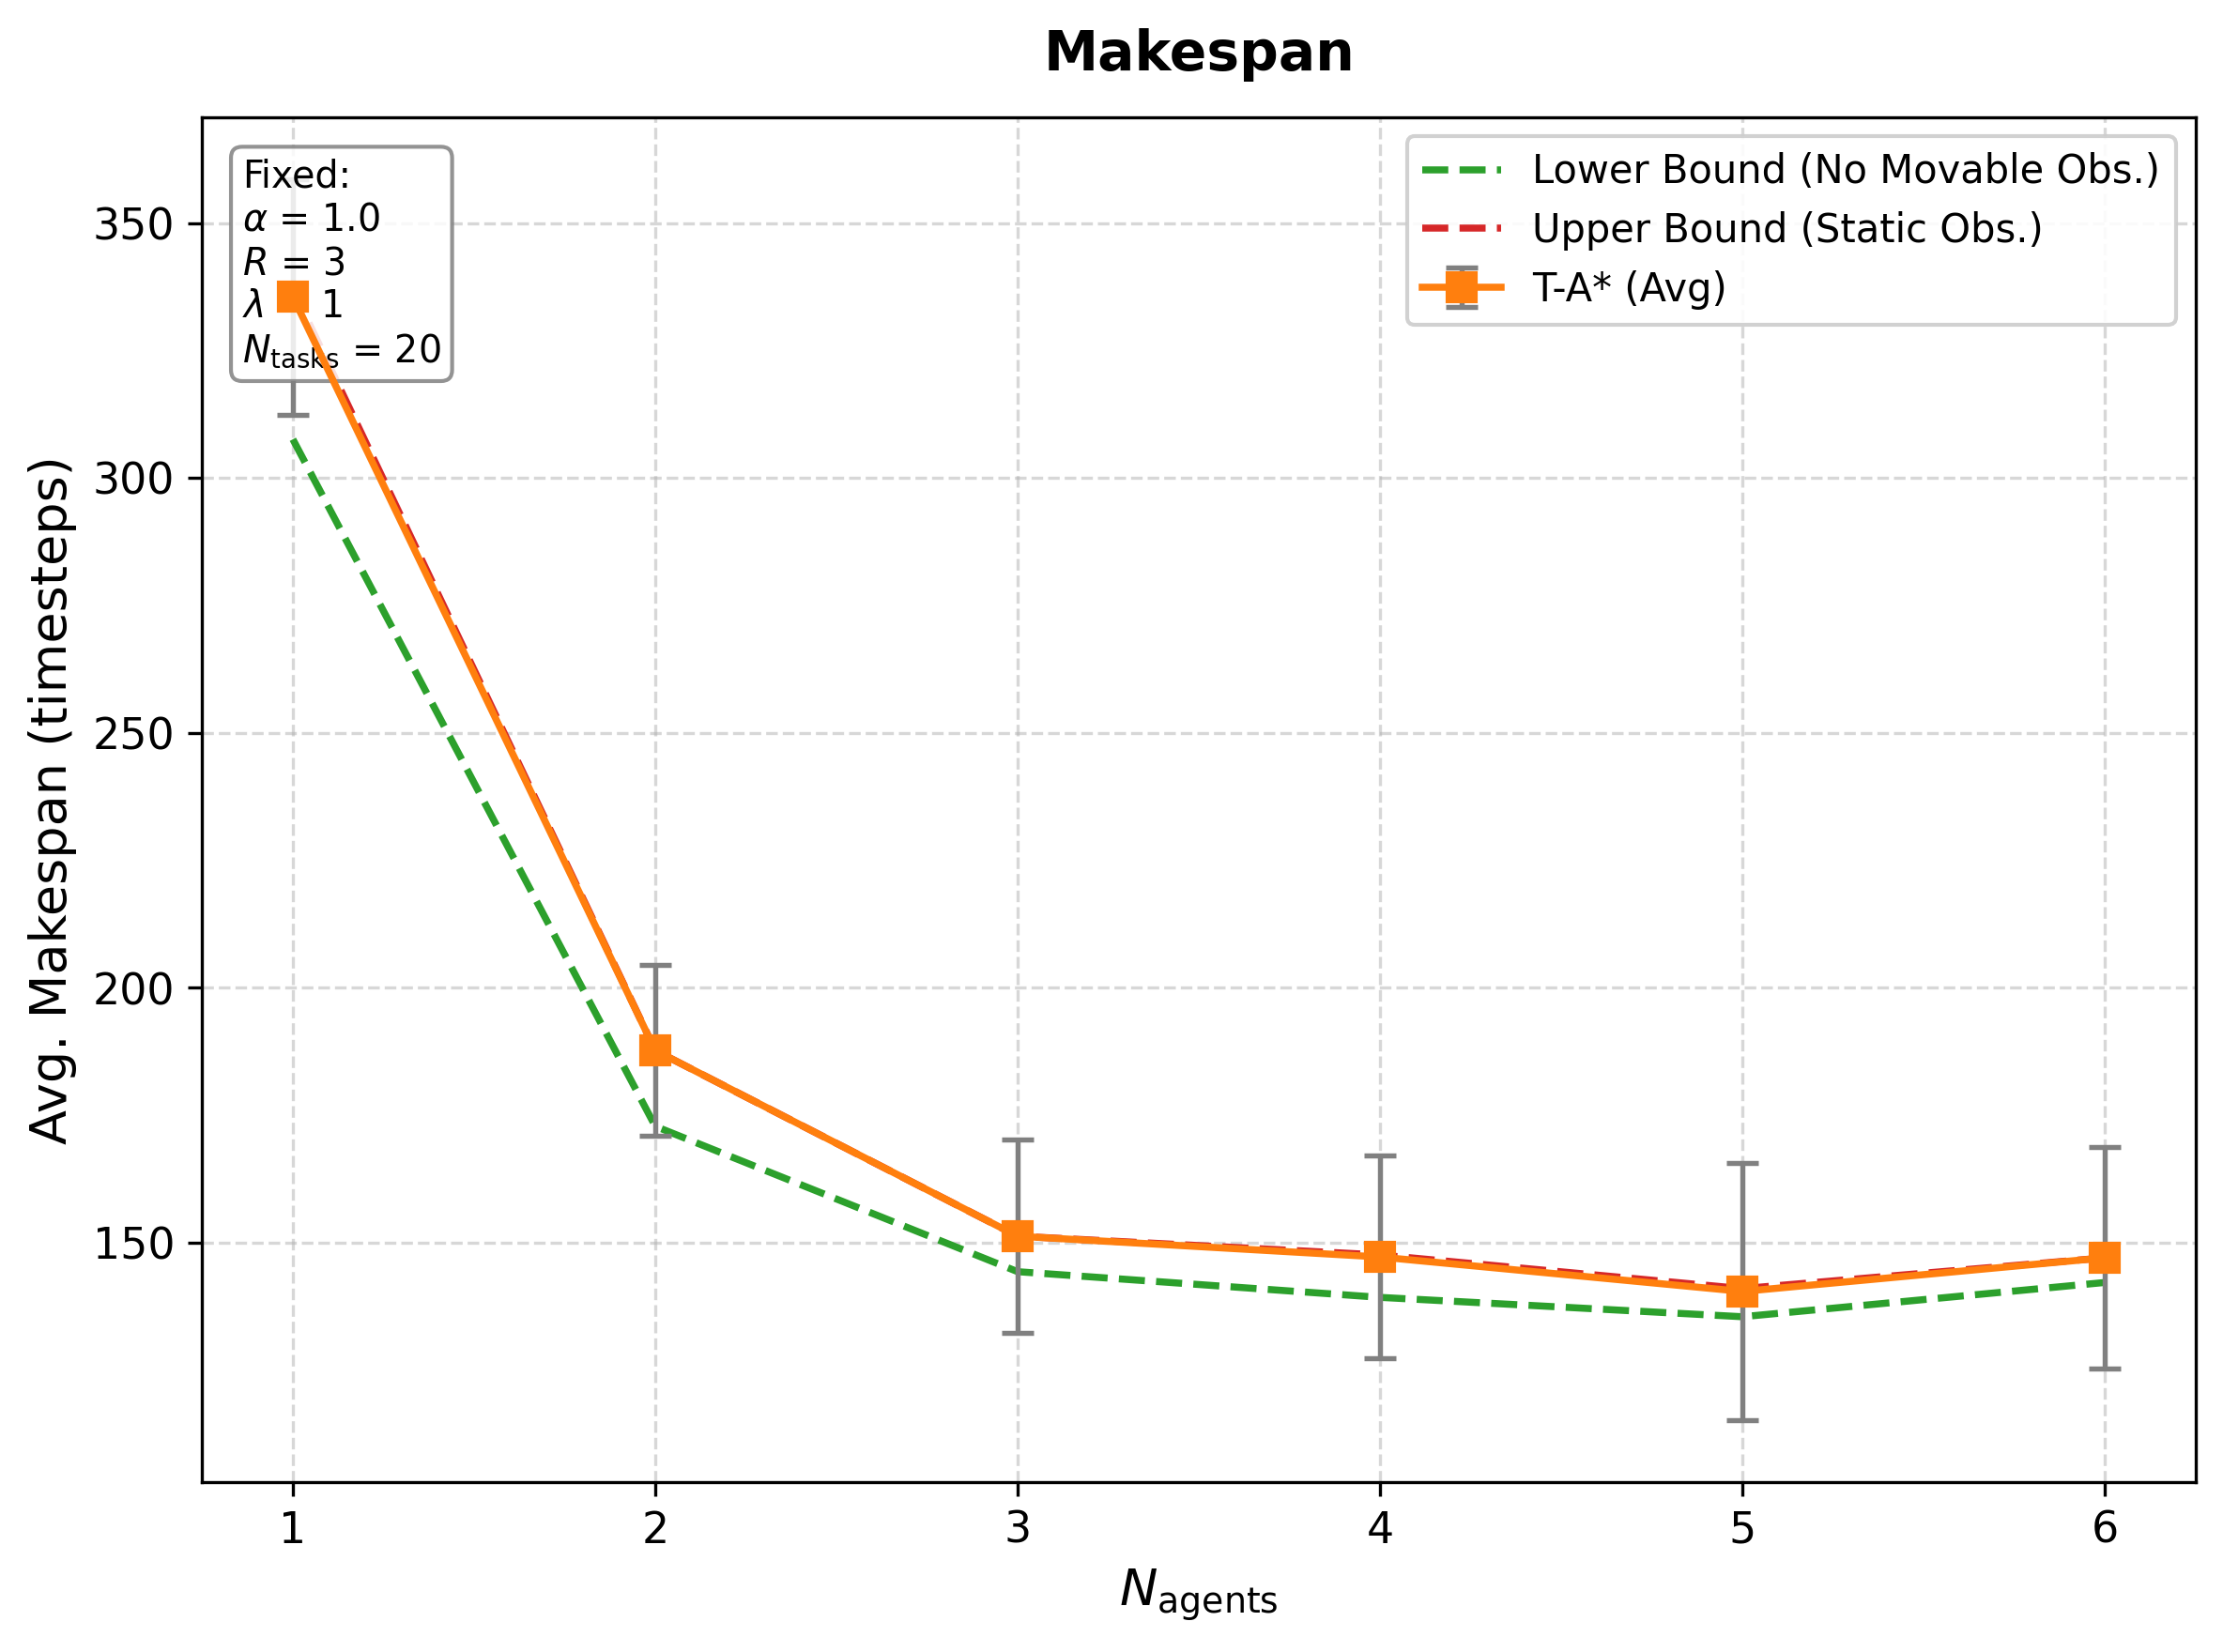 Makespan
Fixed:
α = 1.0
R = 3
λ 1
N_tasks = 20
Lower Bound (No Movable Obs.)
Upper Bound (Static Obs.)
T-A* (Avg)
Avg. Makespan (timesteps)
350
300
250
200
150
1 2 3 4 5 6
N_agents